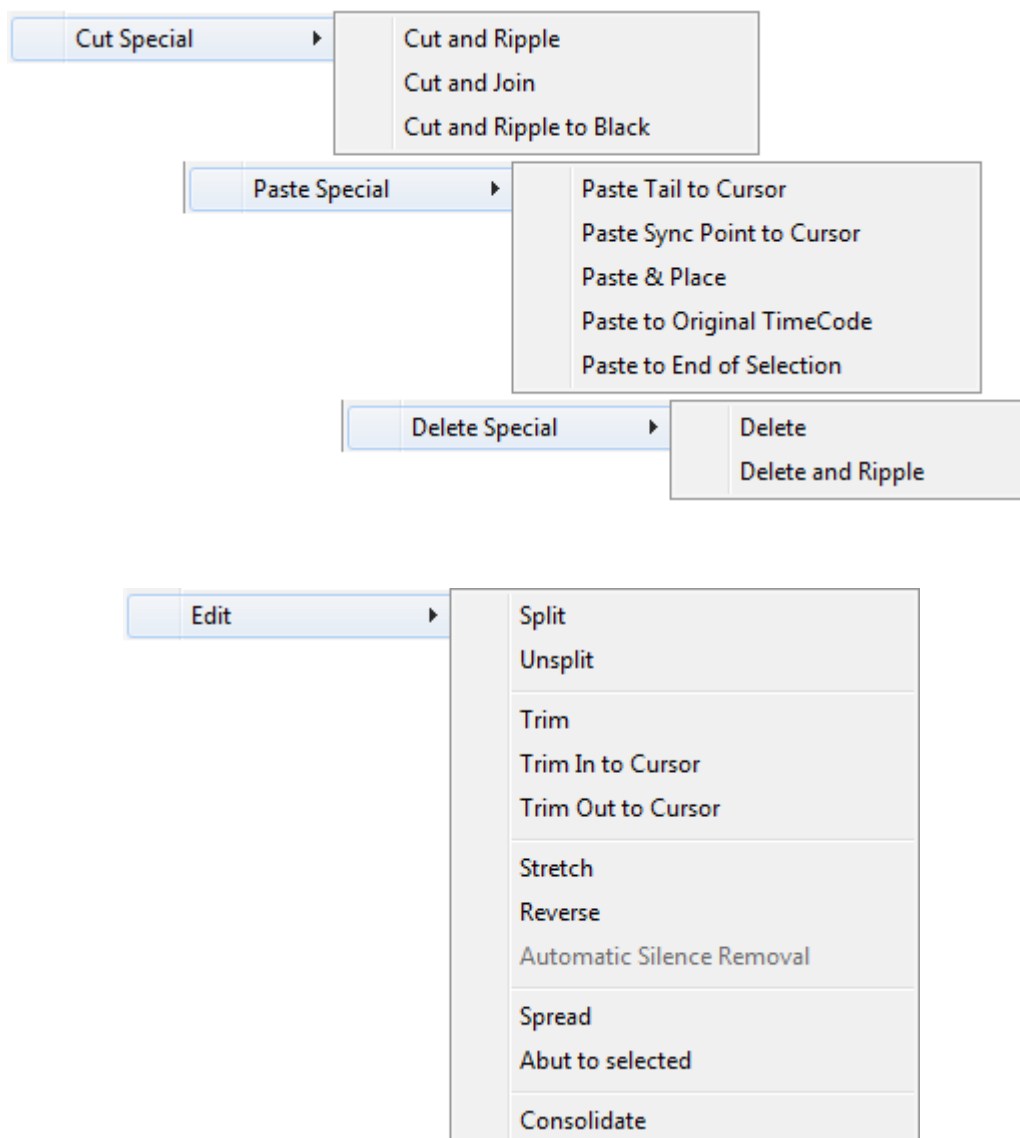 Cut Special
Cut and Ripple
Cut and Join
Cut and Ripple to Black
Paste Special
Paste Tail to Cursor
Paste Sync Point to Cursor
Paste & Place
Paste to Original TimeCode
Paste to End of Selection
Delete Special
Delete
Delete and Ripple
Edit
Split
Unsplit
Trim
Trim In to Cursor
Trim Out to Cursor
Stretch
Reverse
Automatic Silence Removal
Spread
Abut to selected
Consolidate